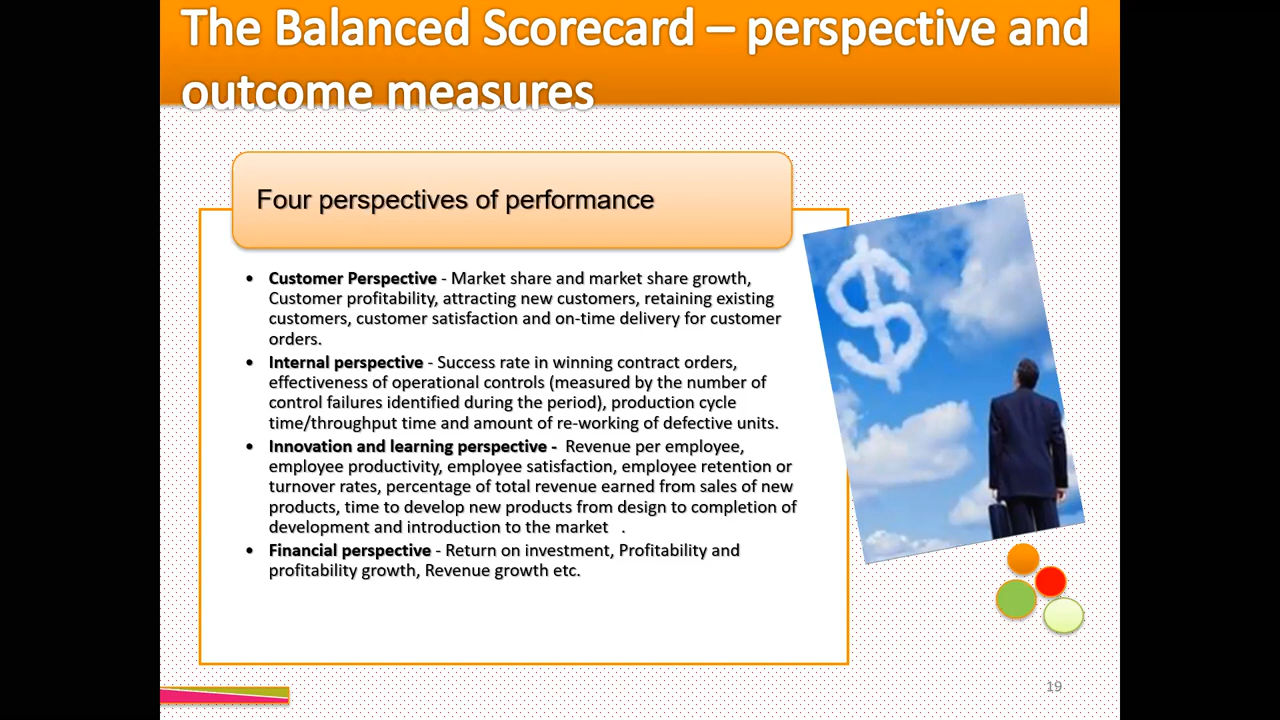 The Balanced Scorecard – perspective and
outcome measures
Four perspectives of performance
• Customer Perspective - Market share and market share growth,
Customer profitability, attracting new customers, retaining existing
customers, customer satisfaction and on-time delivery for customer
orders.
• Internal perspective - Success rate in winning contract orders,
effectiveness of operational controls (measured by the number of
control failures identified during the period), production cycle
time/throughput time and amount of re-working of defective units.
• Innovation and learning perspective - Revenue per employee,
employee productivity, employee satisfaction, employee retention or
turnover rates, percentage of total revenue earned from sales of new
products, time to develop new products from design to completion of
development and introduction to the market .
• Financial perspective - Return on investment, Profitability and
profitability growth, Revenue growth etc.
$
19